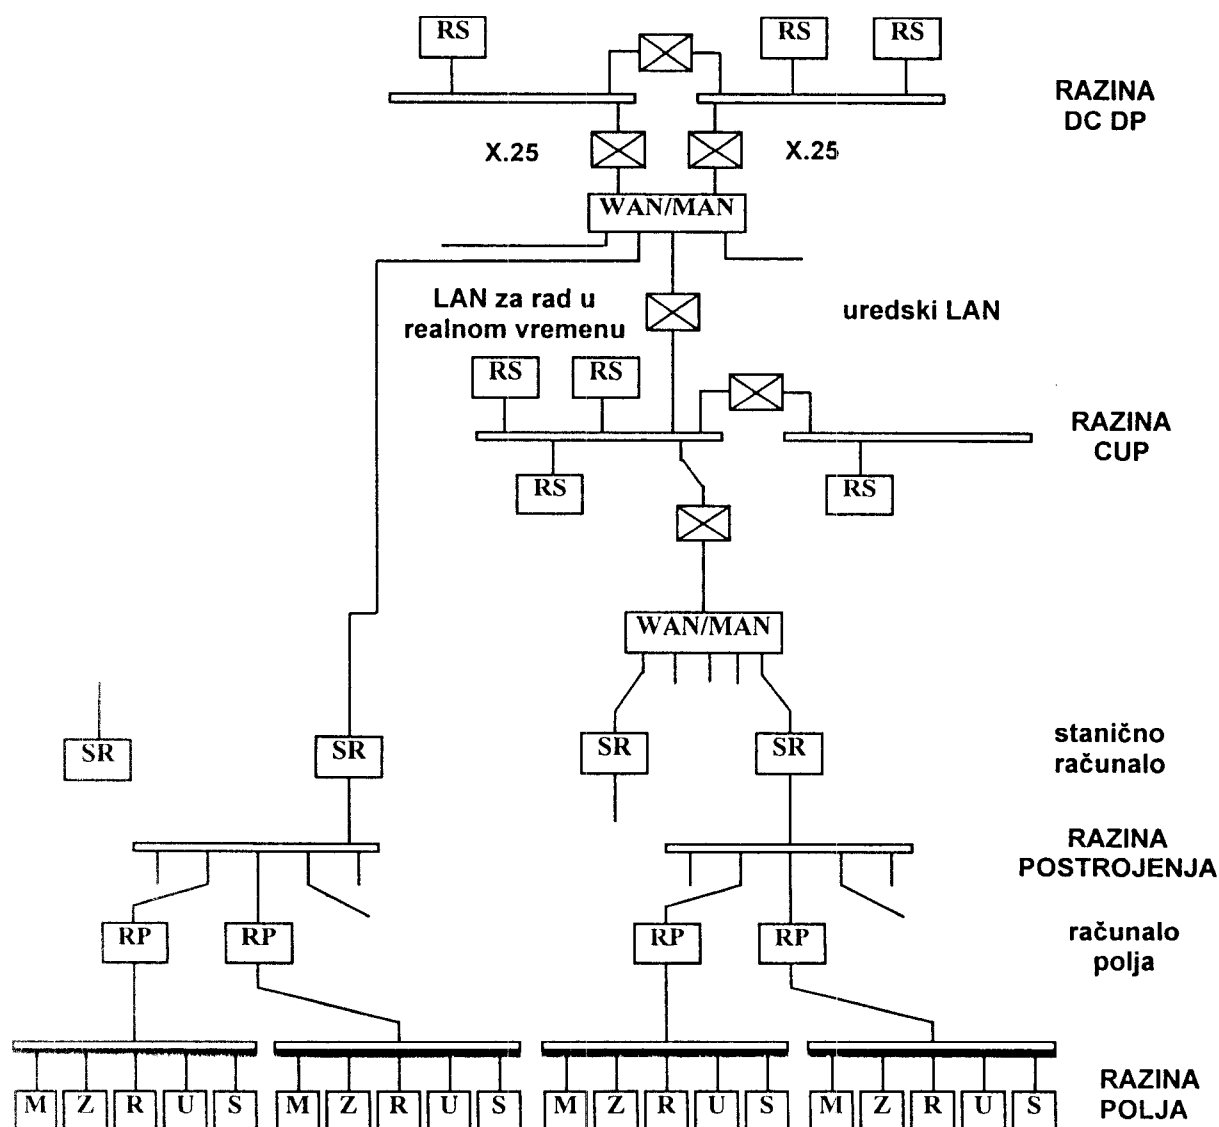 RS
RS
RS
RAZINA
DC DP
X.25
X.25
WAN/MAN
LAN za rad u
realnom vremenu
uredski LAN
RS
RS
RAZINA
CUP
RS
RS
WAN/MAN
SR
SR
SR
SR
stanično
računalo
RAZINA
POSTROJENJA
RP
RP
RP
RP
računalo
polja
M Z R U S
M Z R U S
M Z R U S
M Z R U S
RAZINA
POLJA